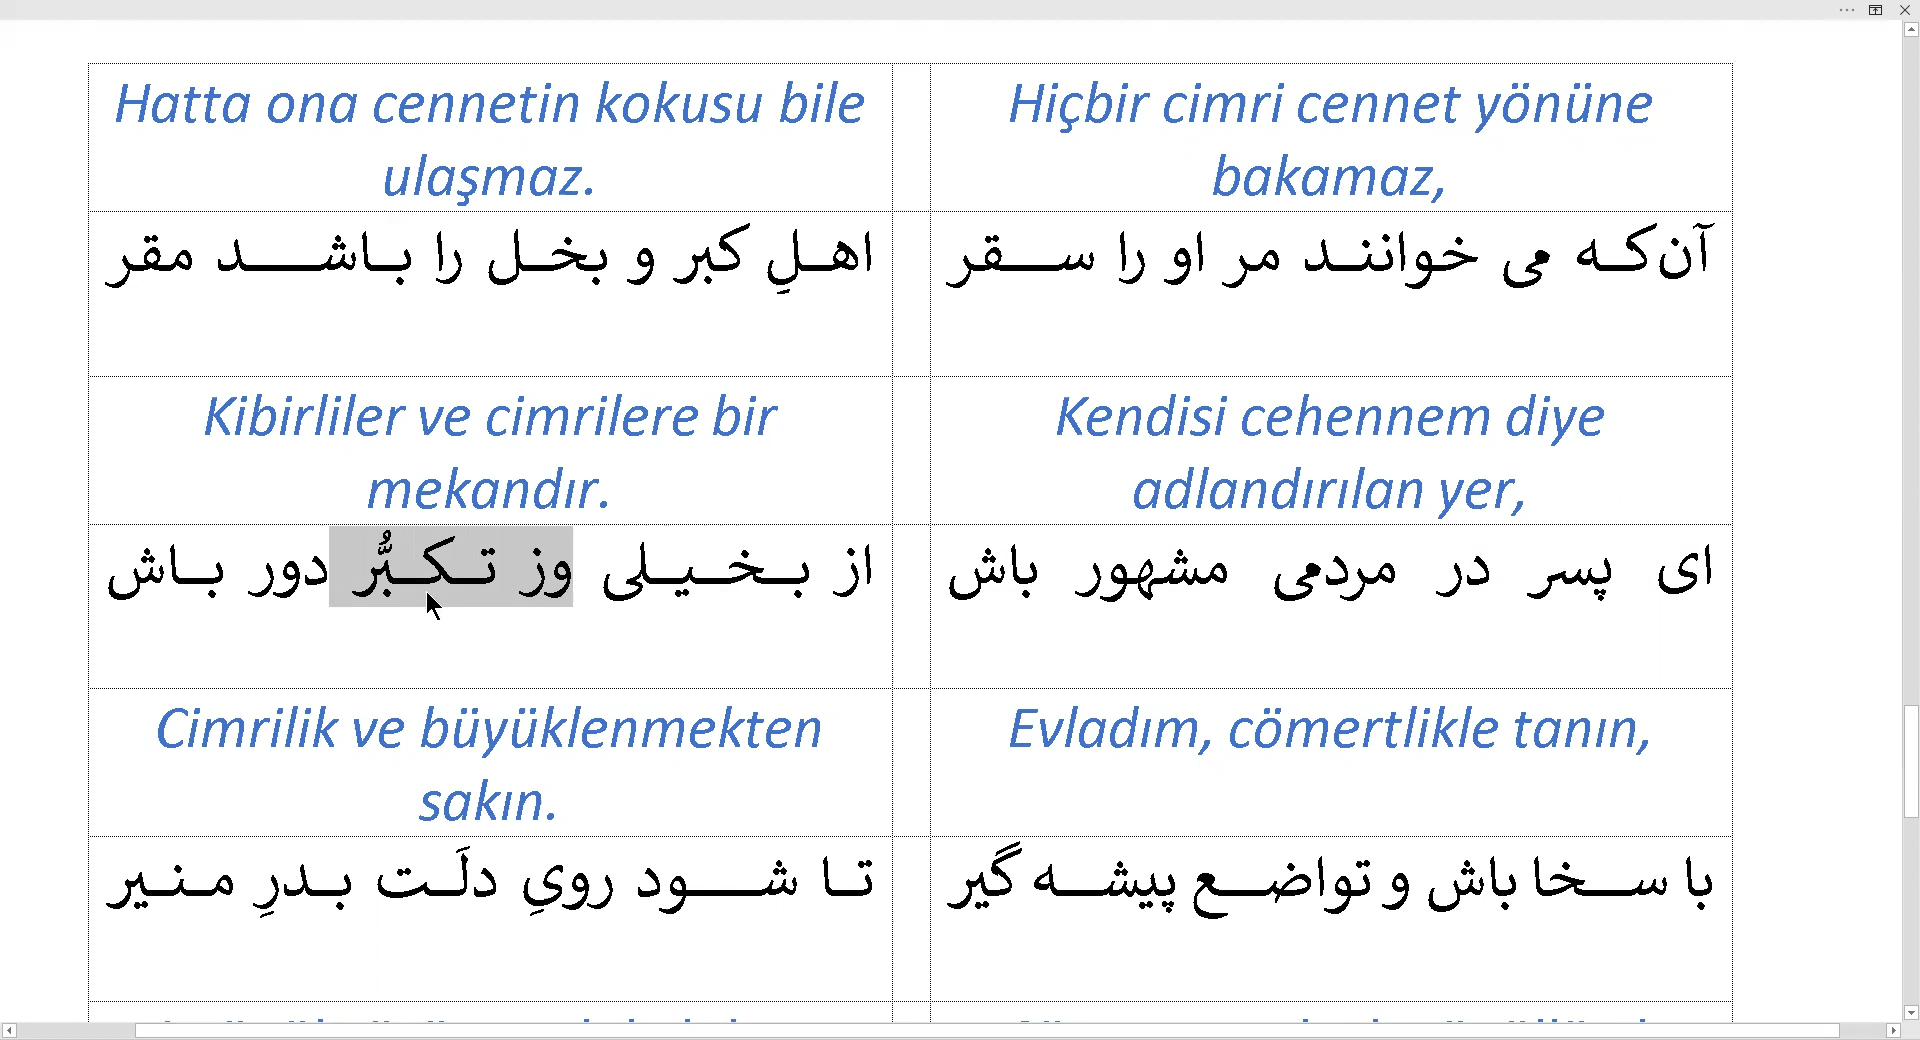 Hatta ona cennetin kokusu bile
ulaşmaz.
Hiçbir cimri cennet yönüne
bakamaz,
آن‌که می خوانند مر او را سقر
اهلِ کبر و بخل را باشد مقر
Kibirliler ve cimrilere bir
mekandır.
Kendisi cehennem diye
adlandırılan yer,
ای پسر در مردمی مشهور باش
از بخیلی وز تکبُّر دور باش
Cimrilik ve büyüklenmekten
sakın.
Evladım, cömertlikle tanın,
با سخا باش و تواضع پیشه گیر
تا شود رویِ دلَت بدرِ منیر